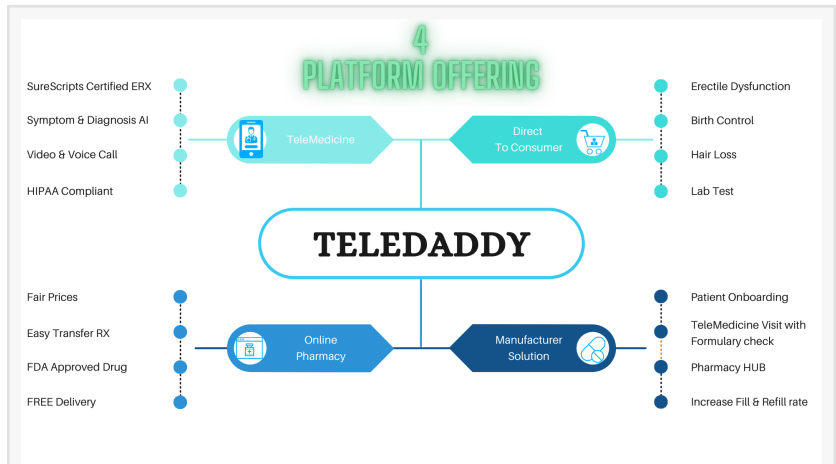 4
PLATFORM OFFERING
SureScripts Certified ERX
Symptom & Diagnosis AI
Video & Voice Call
HIPAA Compliant
TeleMedicine
Direct
To Consumer
Erectile Dysfunction
Birth Control
Hair Loss
Lab Test
TELEDADDY
Fair Prices
Easy Transfer RX
FDA Approved Drug
FREE Delivery
Online
Pharmacy
Manufacturer
Solution
Patient Onboarding
TeleMedicine Visit with
Formulary check
Pharmacy HUB
Increase Fill & Refill rate